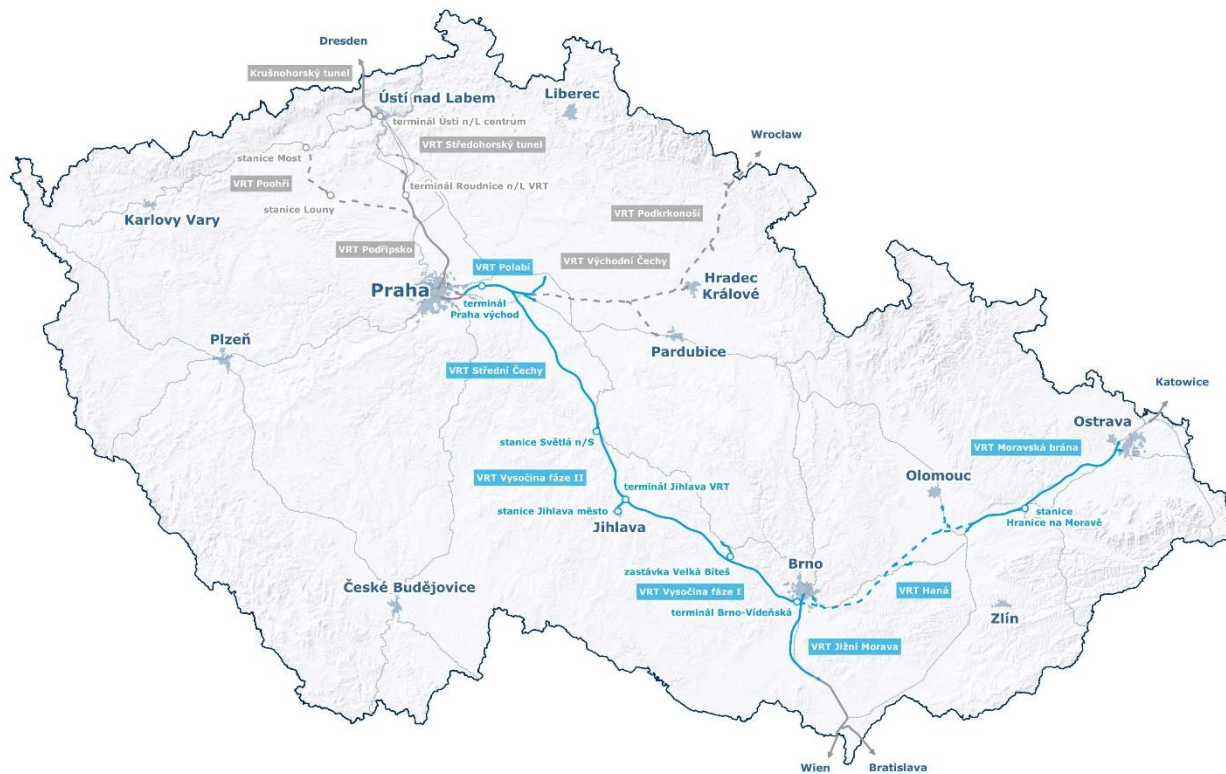 Dresden
Krušnohorský tunel
Ústí nad Labem
terminál Ústí n/L centrum
Liberec
VRT Středohorský tunel
Wrocław
stanice Most
VRT Poohří
terminál Roudnice n/L VRT
stanice Louny
Karlovy Vary
VRT Podkrkonoší
VRT Podřipsko
VRT Polabí
VRT Východní Čechy
Praha
Hradec
Králové
terminál
Praha východ
Plzeň
Pardubice
VRT Střední Čechy
Katowice
Ostrava
stanice Světlá n/S
VRT Moravská brána
VRT Vysočina fáze II
terminál Jihlava VRT
Olomouc
stanice Jihlava město
Jihlava
stanice
Hranice na Moravě
zastávka Velká Bíteš
Brno
České Budějovice
VRT Vysočina fáze I
VRT Haná
terminál Brno-Vídeňská
Zlín
VRT Jižní Morava
Wien
Bratislava